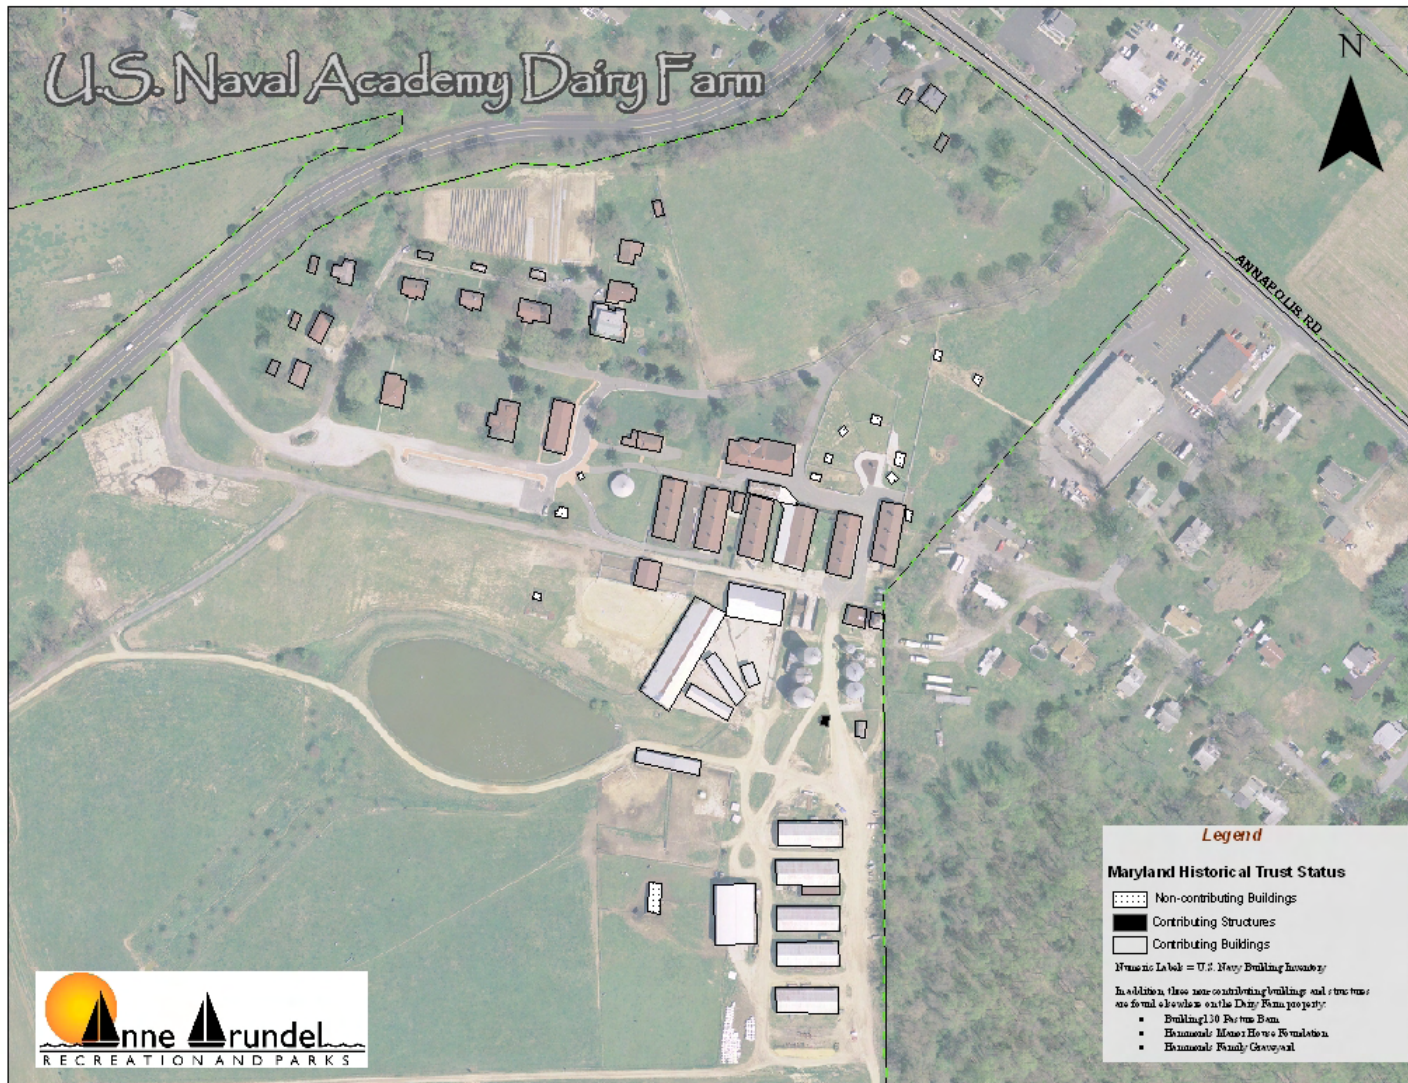 U.S. Naval Academy Dairy Farm
N
ANNAPOLIS RD
Legend
Maryland Historical Trust Status
Non-contributing Buildings
Contributing Structures
Contributing Buildings
Numeric Labels = U.S. Navy Building Inventory
In addition, three non-contributing buildings and structures
are found elsewhere on the Dairy Farm property:
• Building 130 Pasture Barn
• Hammonds Manor House Foundation
• Hammonds Family Graveyard
Anne Arundel
RECREATION AND PARKS